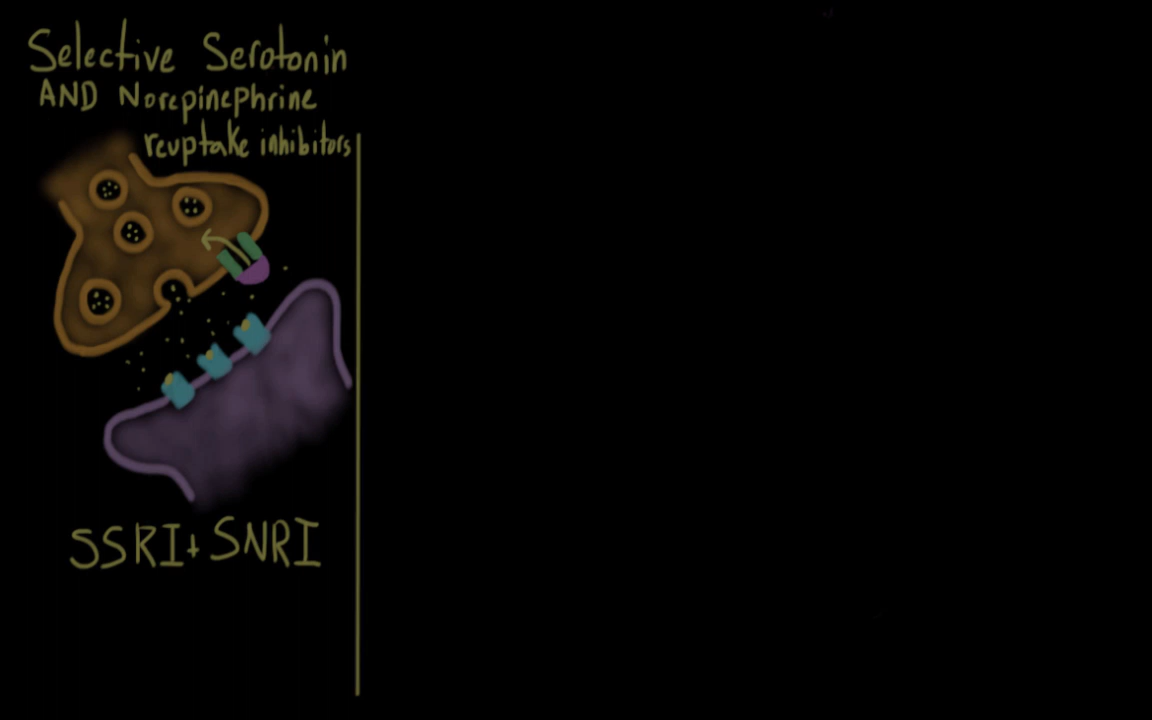 Selective Serotonin
AND Norepinephrine
reuptake inhibitors
SSRI + SNRI